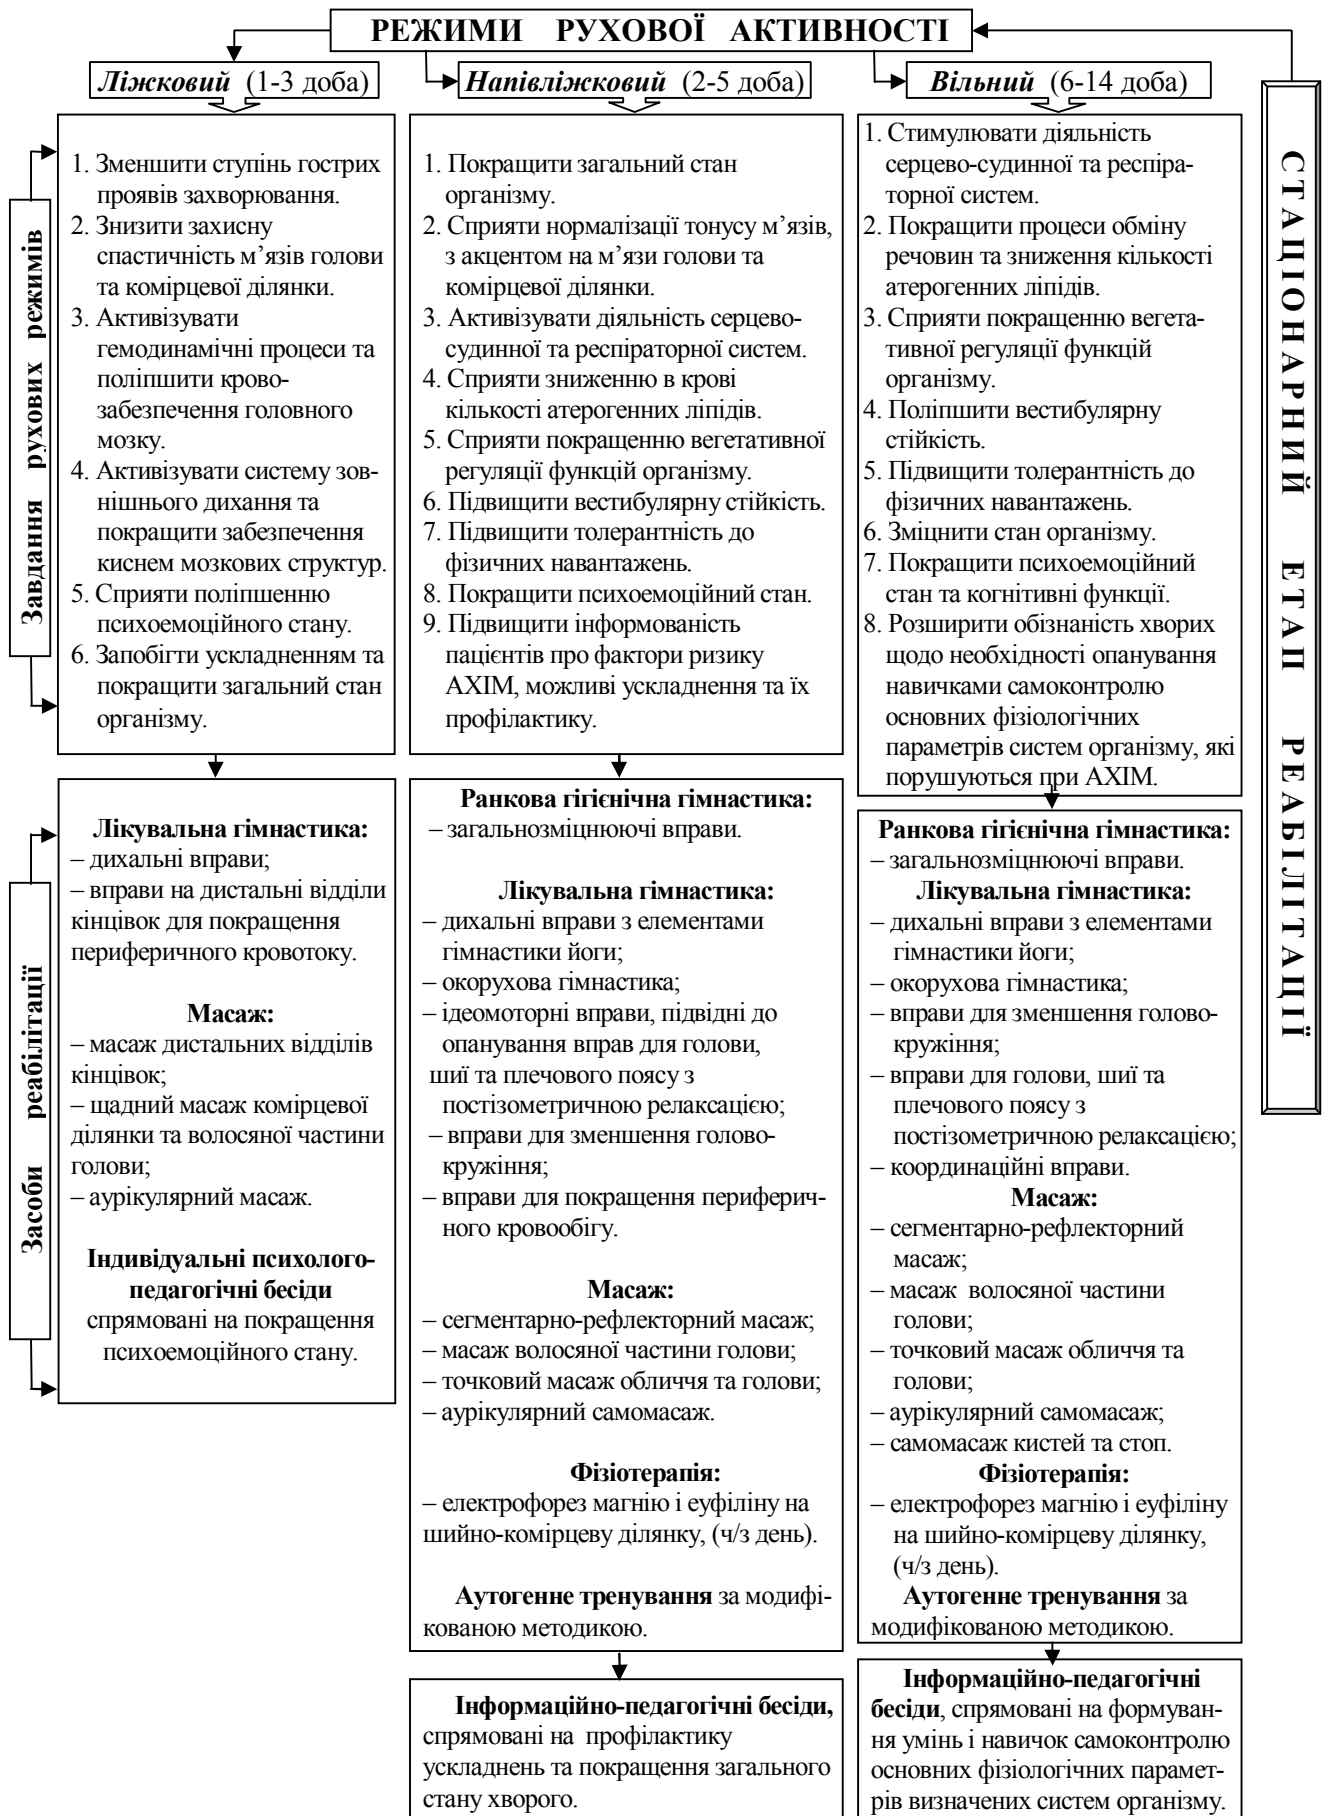 РЕЖИМИ РУХОВОЇ АКТИВНОСТІ
Ліжковий (1-3 доба)
Напівліжковий (2-5 доба)
Вільний (6-14 доба)
СТАЦІОНАРНИЙ ЕТАП РЕАБІЛІТАЦІЇ
Завдання рухових режимів
1. Зменшити ступінь гострих
проявів захворювання.
2. Знизити захисну
спастичність м’язів голови
та комірцевої ділянки.
3. Активізувати
гемодинамічні процеси та
поліпшити крово-
забезпечення головного
мозку.
4. Активізувати систему зов-
нішнього дихання та
покращити забезпечення
киснем мозкових структур.
5. Сприяти поліпшенню
психоемоційного стану.
6. Запобігти ускладненням та
покращити загальний стан
організму.
1. Покращити загальний стан
організму.
2. Сприяти нормалізації тонусу м’язів,
з акцентом на м’язи голови та
комірцевої ділянки.
3. Активізувати діяльність серцево-
судинної та респіраторної систем.
4. Сприяти зниженню в крові
кількості атерогенних ліпідів.
5. Сприяти покращенню вегетативної
регуляції функцій організму.
6. Підвищити вестибулярну стійкість.
7. Підвищити толерантність до
фізичних навантажень.
8. Покращити психоемоційний стан.
9. Підвищити інформованість
пацієнтів про фактори ризику
АХІМ, можливі ускладнення та їх
профілактику.
1. Стимулювати діяльність
серцево-судинної та респіра-
торної систем.
2. Покращити процеси обміну
речовин та зниження кількості
атерогенних ліпідів.
3. Сприяти покращенню вегета-
тивної регуляції функцій
організму.
4. Поліпшити вестибулярну
стійкість.
5. Підвищити толерантність до
фізичних навантажень.
6. Зміцнити стан організму.
7. Покращити психоемоційний
стан та когнітивні функції.
8. Розширити обізнаність хворих
щодо необхідності опанування
навичками самоконтролю
основних фізіологічних
параметрів систем організму, які
порушуються при АХІМ.
Засоби реабілітації
Лікувальна гімнастика:
– дихальні вправи;
– вправи на дистальні відділи
кінцівок для покращення
периферичного кровотоку.
Масаж:
– масаж дистальних відділів
кінцівок;
– щадний масаж комірцевої
ділянки та волосяної частини
голови;
– аурікулярний масаж.
Індивідуальні психолого-
педагогічні бесіди
спрямовані на покращення
психоемоційного стану.
Ранкова гігієнічна гімнастика:
– загальнозміцнюючі вправи.
Лікувальна гімнастика:
– дихальні вправи з елементами
гімнастики йоги;
– окорухова гімнастика;
– ідеомоторні вправи, підвідні до
опанування вправ для голови,
шиї та плечового поясу з
постізометричною релаксацією;
– вправи для зменшення голово-
кружіння;
– вправи для покращення периферич-
ного кровообігу.
Масаж:
– сегментарно-рефлекторний масаж;
– масаж волосяної частини голови;
– точковий масаж обличчя та голови;
– аурікулярний самомасаж.
Фізіотерапія:
– електрофорез магнію і еуфіліну на
шийно-комірцеву ділянку, (ч/з день).
Аутогенне тренування за модифі-
кованою методикою.
Ранкова гігієнічна гімнастика:
– загальнозміцнюючі вправи.
Лікувальна гімнастика:
– дихальні вправи з елементами
гімнастики йоги;
– окорухова гімнастика;
– вправи для зменшення голово-
кружіння;
– вправи для голови, шиї та
плечового поясу з
постізометричною релаксацією;
– координаційні вправи.
Масаж:
– сегментарно-рефлекторний
масаж;
– масаж волосяної частини
голови;
– точковий масаж обличчя та
голови;
– аурікулярний самомасаж;
– самомасаж кистей та стоп.
Фізіотерапія:
– електрофорез магнію і еуфіліну
на шийно-комірцеву ділянку,
(ч/з день).
Аутогенне тренування за
модифікованою методикою.
Інформаційно-педагогічні бесіди,
спрямовані на профілактику
ускладнень та покращення загального
стану хворого.
Інформаційно-педагогічні
бесіди, спрямовані на формуван-
ня умінь і навичок самоконтролю
основних фізіологічних парамет-
рів визначених систем організму.